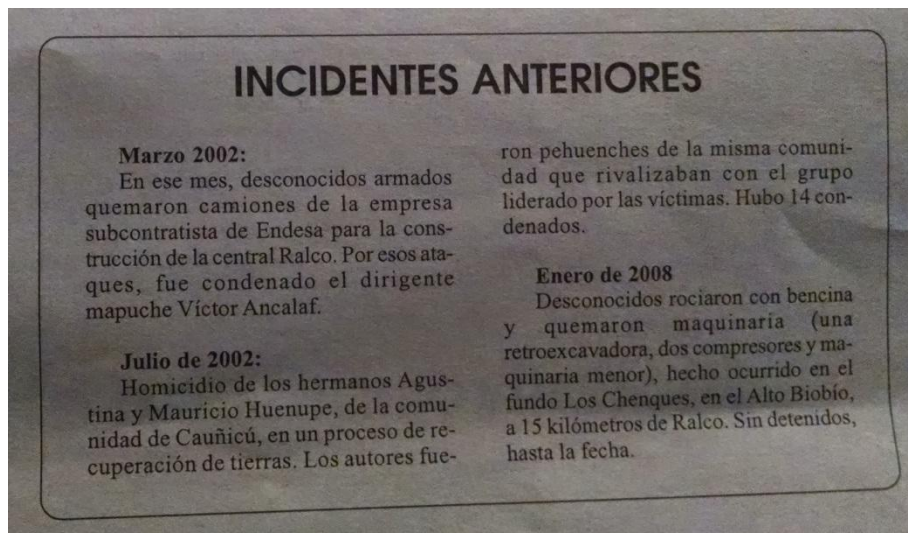 INCIDENTES ANTERIORES
Marzo 2002:
En ese mes, desconocidos armados
quemaron camiones de la empresa
subcontratista de Endesa para la cons-
trucción de la central Ralco. Por esos ata-
ques, fue condenado el dirigente
mapuche Víctor Ancalaf.
Julio de 2002:
Homicidio de los hermanos Agus-
tina y Mauricio Huenupe, de la comu-
nidad de Cauñicú, en un proceso de re-
cuperación de tierras. Los autores fue-
ron pehuenches de la misma comuni-
dad que rivalizaban con el grupo
liderado por las víctimas. Hubo 14 con-
denados.
Enero de 2008
Desconocidos rociaron con bencina
y quemaron maquinaria (una
retroexcavadora, dos compresores y ma-
quinaria menor), hecho ocurrido en el
fundo Los Chenques, en el Alto Biobío,
a 15 kilómetros de Ralco. Sin detenidos,
hasta la fecha.